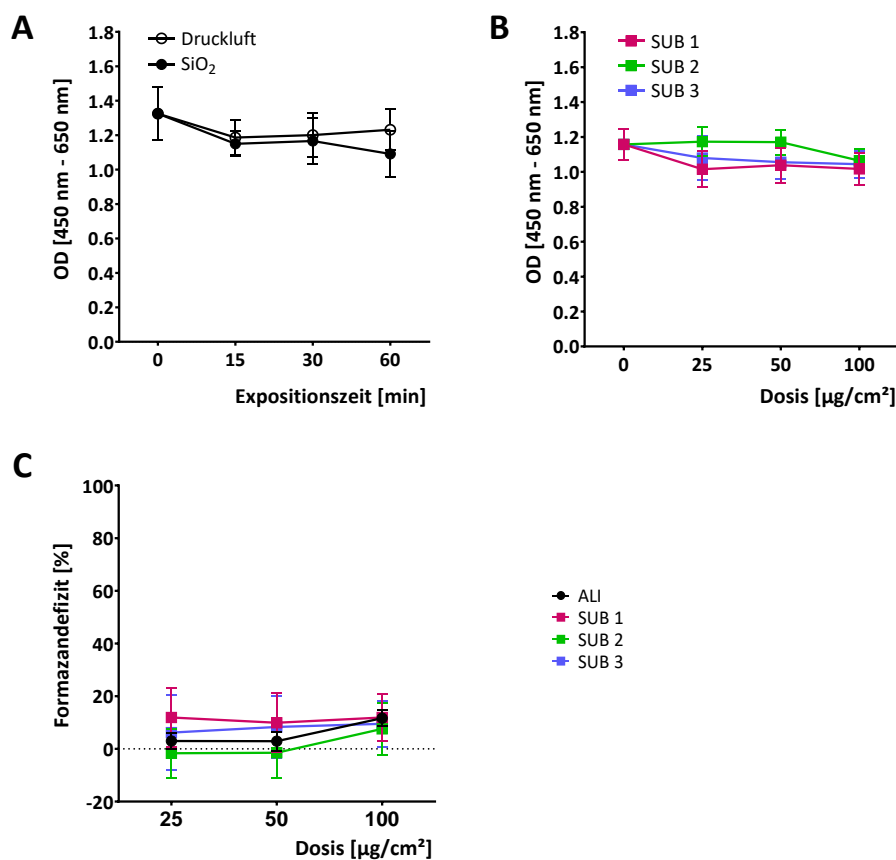 A
Druckluft
SiO₂
OD [450 nm - 650 nm]
1.8
1.6
1.4
1.2
1.0
0.8
0.6
0.4
0.2
0.0
0 15 30 60
Expositionszeit [min]
B
SUB 1
SUB 2
SUB 3
OD [450 nm - 650 nm]
1.8
1.6
1.4
1.2
1.0
0.8
0.6
0.4
0.2
0.0
0 25 50 100
Dosis [µg/cm²]
C
Formazandefizit [%]
100
80
60
40
20
0
-20
25 50 100
Dosis [µg/cm²]
ALI
SUB 1
SUB 2
SUB 3